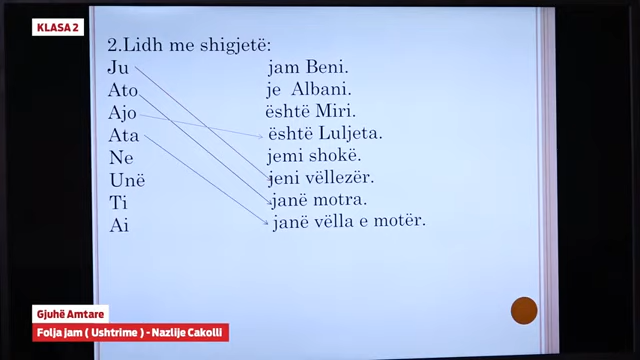 KLASA 2
2.Lidh me shigjetë:
Ju jam Beni.
Ato je Albani.
Ajo është Miri.
Ata është Luljeta.
Ne jemi shokë.
Unë jeni vëllezër.
Ti janë motra.
Ai janë vëlla e motër.
Gjuhë Amtare
Folja jam ( Ushtrime ) - Nazlije Cakolli